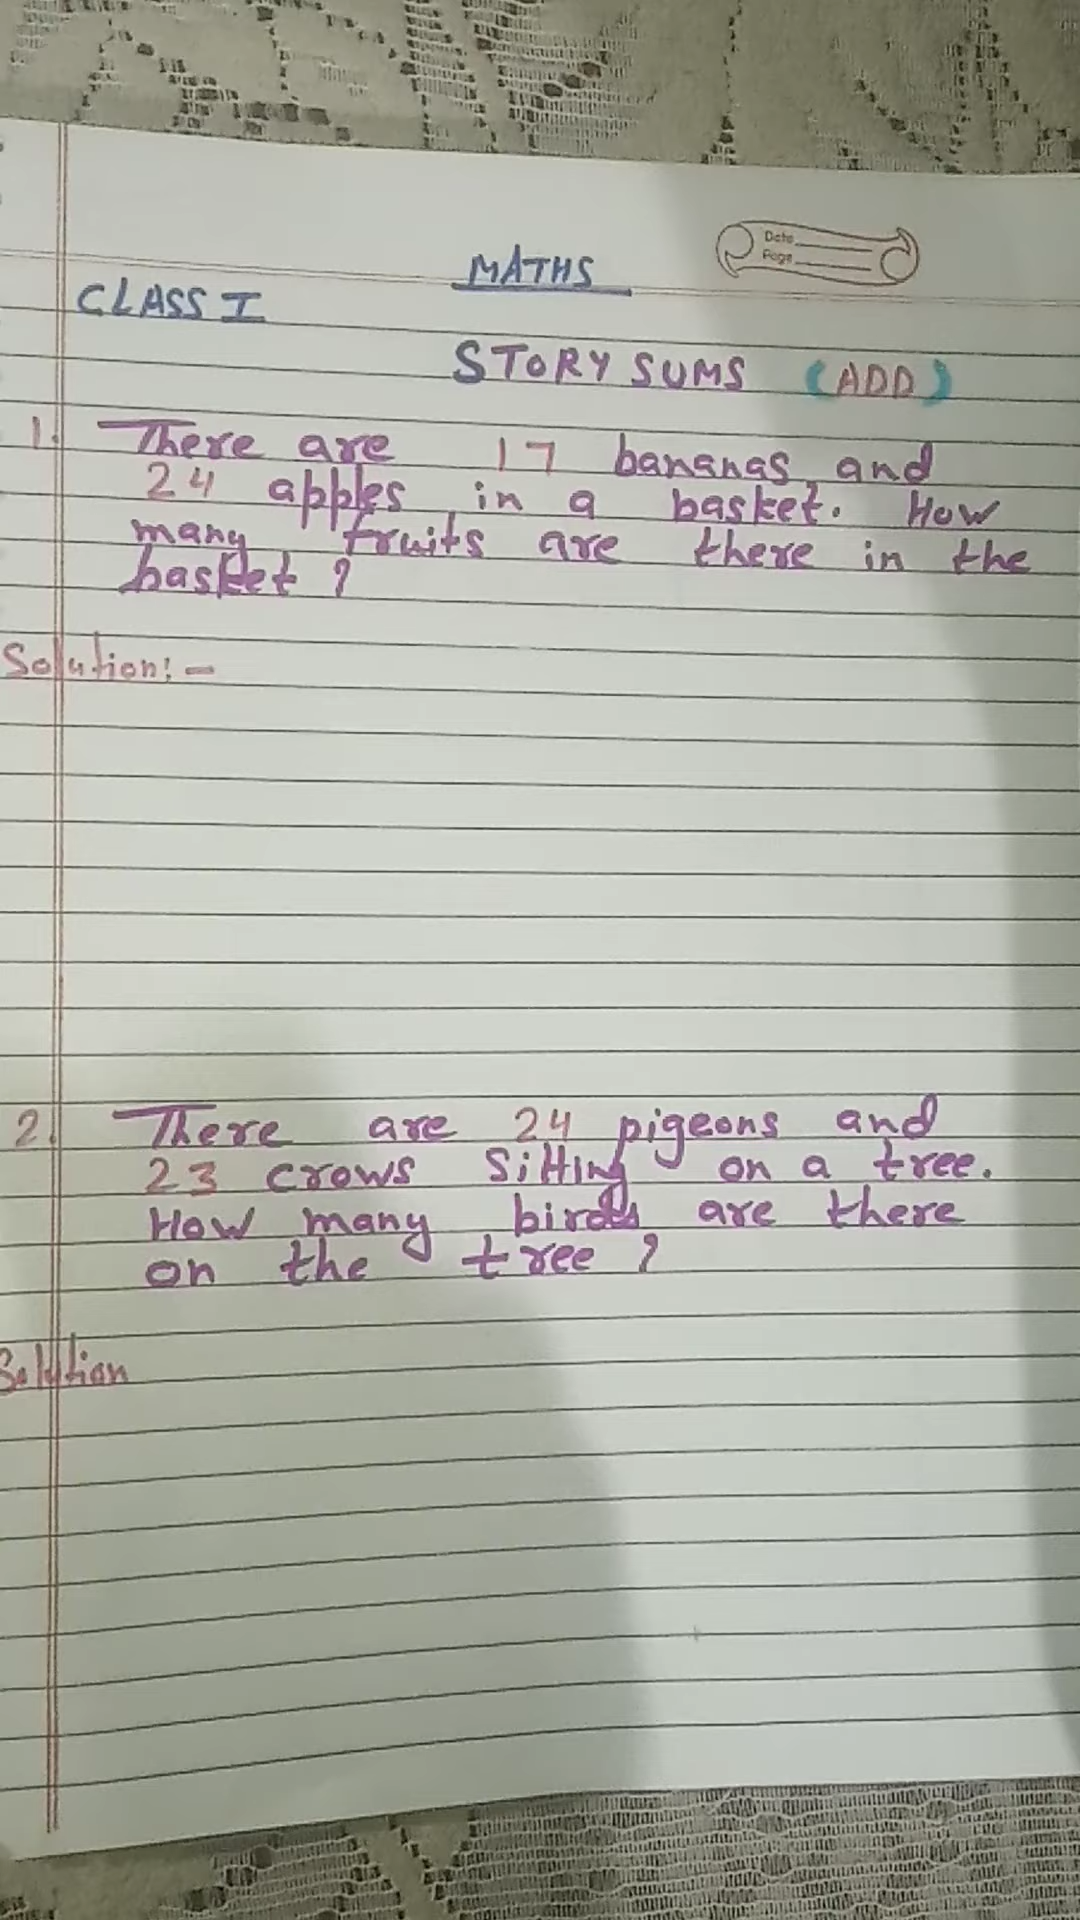 Date
Page
MATHS
CLASS I
STORY SUMS (ADD)
1. There are 17 bananas and
24 apples in a basket. How
many fruits are there in the
basket ?
Solution:-
2. There are 24 pigeons and
23 crows Sitting on a tree.
How many birds are there
on the tree ?
Solution